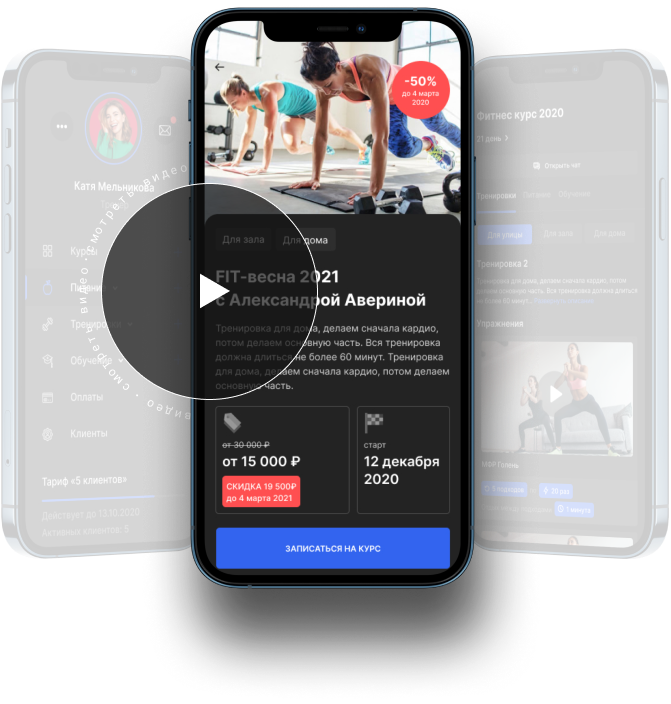 -50%
до 4 марта
2020
Для зала
Для дома
FIT-весна 2021
с Александрой Авериной
Тренировка для дома, делаем сначала кардио,
потом делаем основную часть. Вся тренировка
должна длиться не более 60 минут. Тренировка
для дома, делаем сначала кардио, потом делаем
основную часть.
от 30 000 ₽
от 15 000 ₽
СКИДКА 19 500₽
до 4 марта 2021
старт
12 декабря
2020
ЗАПИСАТЬСЯ НА КУРС
Катя Мельникова
Курсы
Питание
Тренировки
Обучение
Оплаты
Клиенты
Тариф «5 клиентов»
Действует до 13.10.2020
Активных клиентов: 5
смотреть видео
смотреть видео
Фитнес курс 2020
21 день
Открыть чат
Тренировки
Питание
Обучение
Для улицы
Для зала
Для дома
Тренировка 2
Тренировка для дома, делаем сначала кардио, потом
делаем основную часть. Вся тренировка должна длиться
не более 60 минут.
Упражнения
МФР Голень
20 раз
1 минута